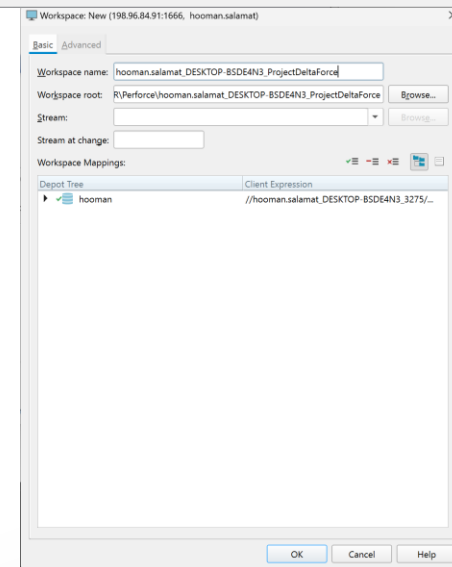 Workspace: New (198.96.84.91:1666, hooman.salamat)
Basic Advanced
Workspace name: hooman.salamat_DESKTOP-BSDE4N3_ProjectDeltaForce
Workspace root: R\Perforce\hooman.salamat_DESKTOP-BSDE4N3_ProjectDeltaForce Browse...
Stream: Browse...
Stream at change:
Workspace Mappings:
Depot Tree Client Expression
hooman //hooman.salamat_DESKTOP-BSDE4N3_3275/...
OK Cancel Help